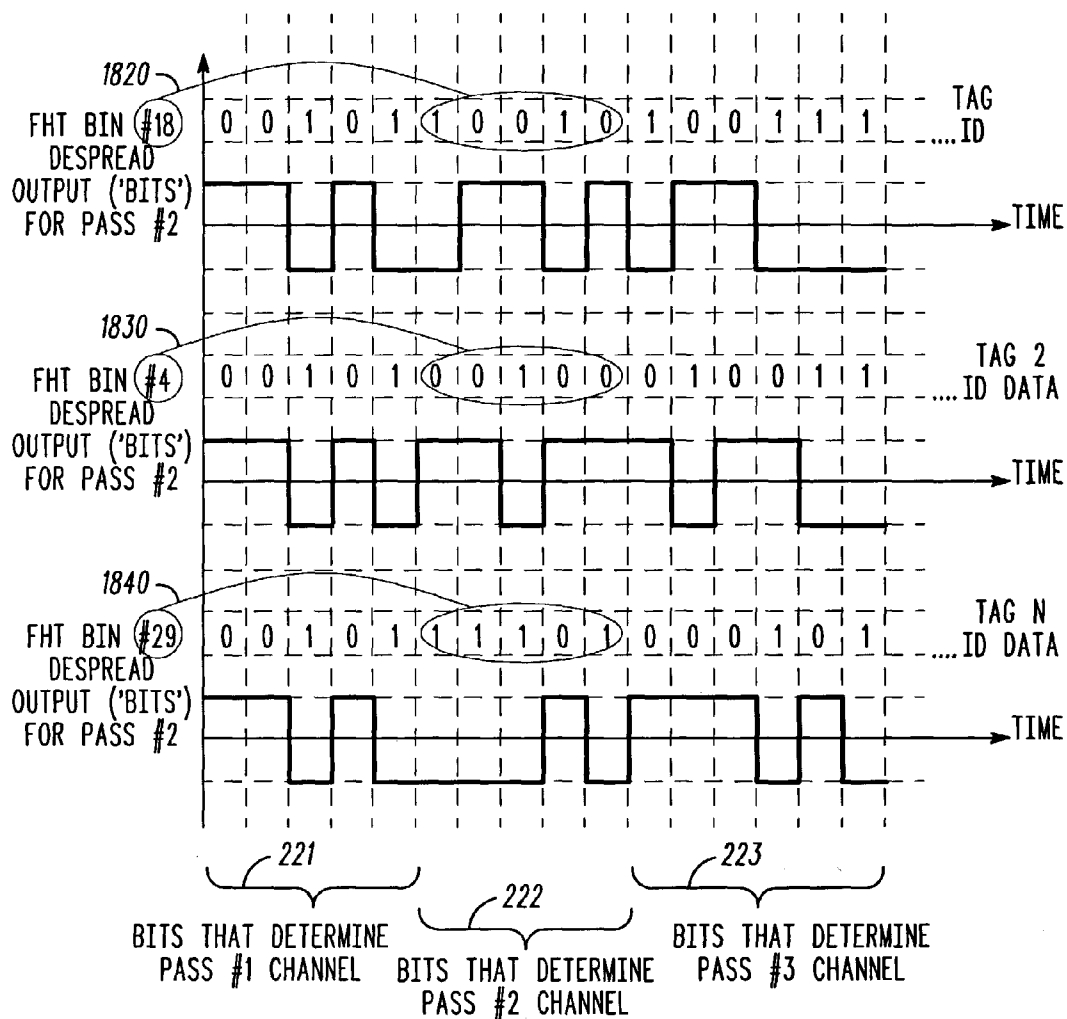 1820
FHT BIN #18 0 0 1 0 1 1 0 0 1 0 1 0 0 1 1 1 .... TAG ID
DESPREAD
OUTPUT ('BITS')
FOR PASS #2
TIME
1830
FHT BIN #4 0 0 1 0 1 0 0 1 0 0 0 1 0 0 1 1 .... TAG 2 ID DATA
DESPREAD
OUTPUT ('BITS')
FOR PASS #2
TIME
1840
FHT BIN #29 0 0 1 0 1 1 1 1 0 1 0 0 0 1 0 1 .... TAG N ID DATA
DESPREAD
OUTPUT ('BITS')
FOR PASS #2
TIME
221
222
223
BITS THAT DETERMINE
PASS #1 CHANNEL
BITS THAT DETERMINE
PASS #2 CHANNEL
BITS THAT DETERMINE
PASS #3 CHANNEL